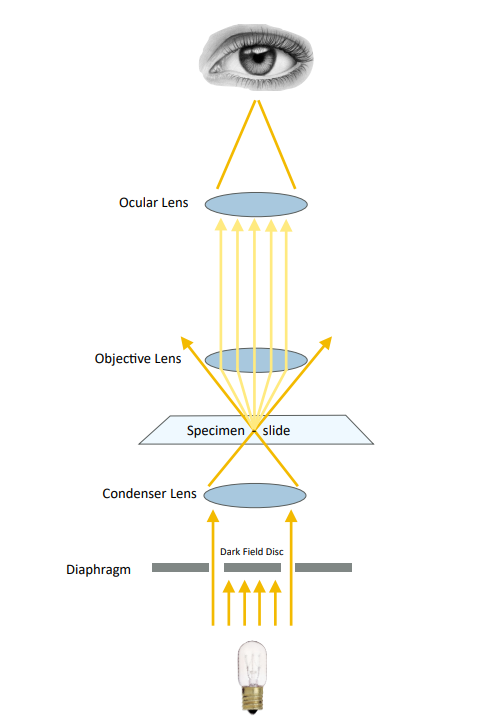 Ocular Lens
Objective Lens
Specimen - slide
Condenser Lens
Dark Field Disc
Diaphragm